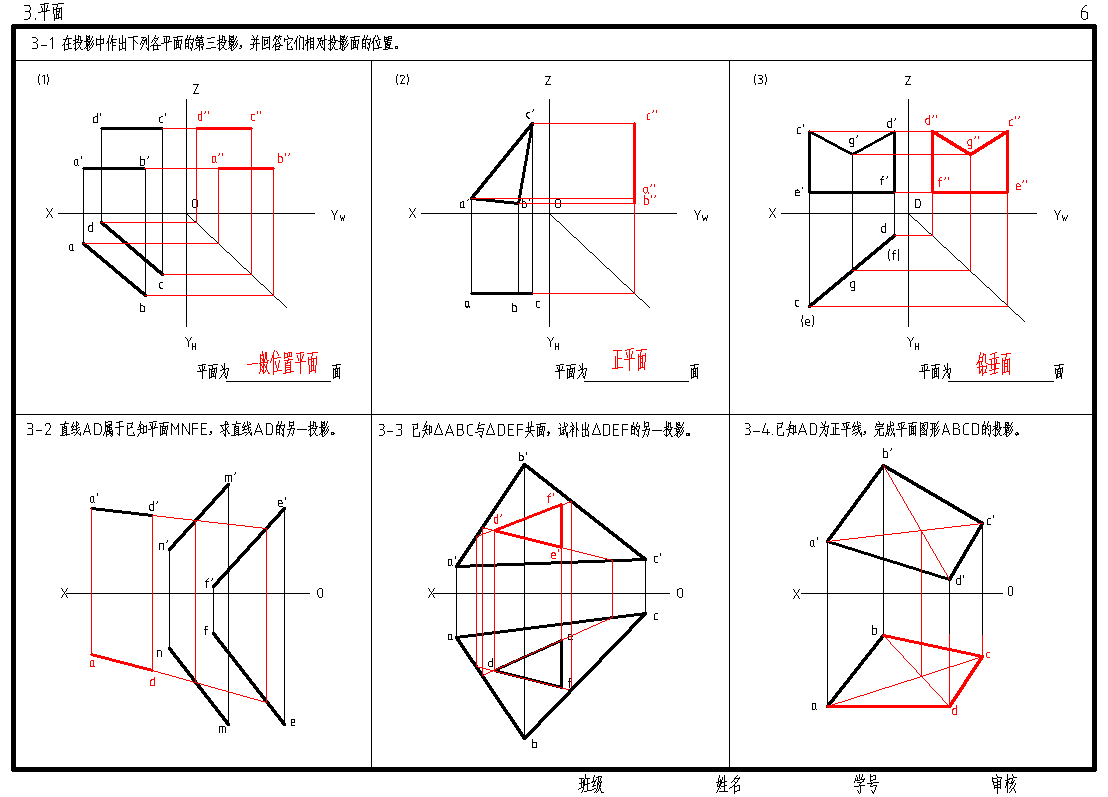 3.平面 6
3-1 在投影中作出下列各平面的第三投影，并回答它们相对投影面的位置。
(1) (2) (3)
Z Z Z
d' c' d'' c''
a' b' a'' b''
X O Yw
d
a
c
b
YH
平面为 一般位置平面 面
c' c''
a' b' O a''
b''
X
a b c
平面为 正平面 面
c' d' d'' c''
g' g''
e' f' f'' e''
X O Yw
d
(f)
g
c
(e)
YH
平面为 铅垂面 面
3-2 直线AD属于已知平面MNFE，求直线AD的另一投影。
m'
a' d' e'
n'
f'
X O
f
n
a d
m e
3-3 已知△ABC与△DEF共面，试补出△DEF的另一投影。
b'
f'
d'
e'
a' c'
X O
c
a e
d
f
b
3-4.已知AD为正平线，完成平面图形ABCD的投影。
b'
c'
a'
d'
X O
b
c
a d
班级 姓名 学号 审核